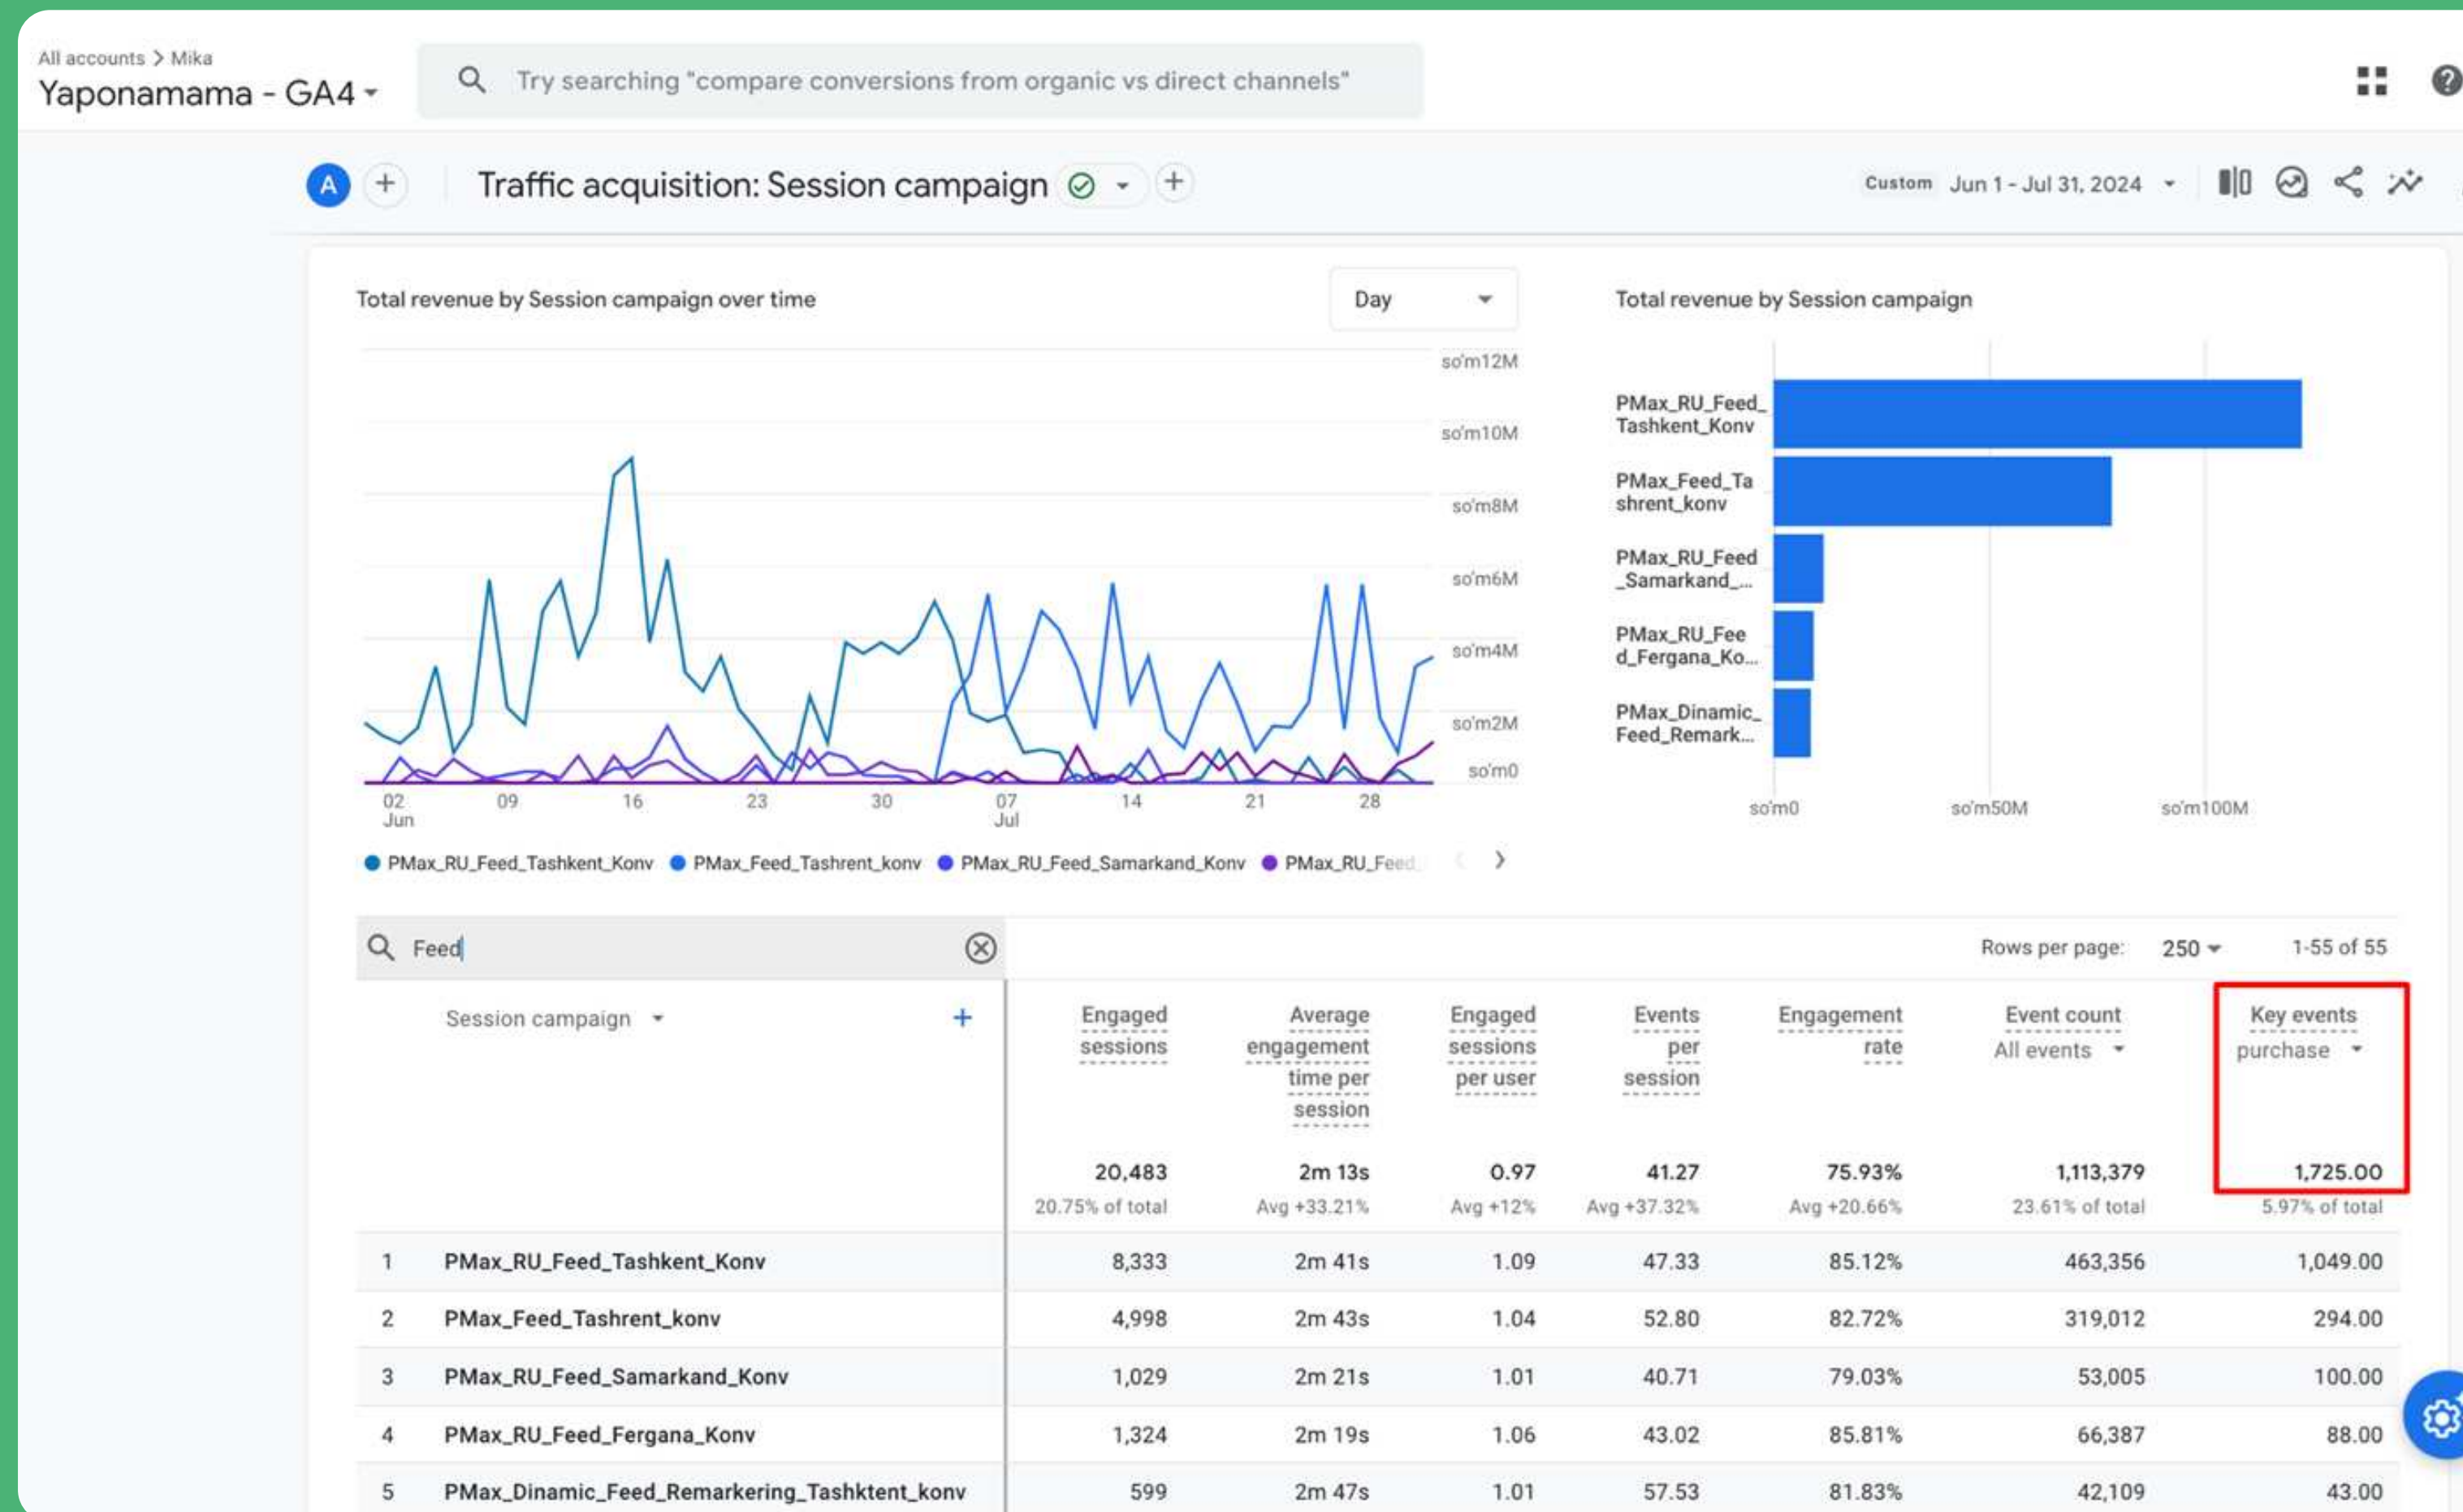 All accounts > Mika
Yaponamama - GA4
Try searching "compare conversions from organic vs direct channels"
A
Traffic acquisition: Session campaign
Custom Jun 1 - Jul 31, 2024
Total revenue by Session campaign over time
Day
so'm12M
so'm10M
so'm8M
so'm6M
so'm4M
so'm2M
so'm0
02 09 16 23 30 07 14 21 28
Jun Jul
PMax_RU_Feed_Tashkent_Konv PMax_Feed_Tashrent_konv PMax_RU_Feed_Samarkand_Konv PMax_RU_Feed_
Total revenue by Session campaign
PMax_RU_Feed_
Tashkent_Konv
PMax_Feed_Ta
shrent_konv
PMax_RU_Feed
_Samarkand_...
PMax_RU_Fee
d_Fergana_Ko...
PMax_Dinamic_
Feed_Remark...
so'm0 so'm50M so'm100M
Feed
Rows per page: 250 1-55 of 55
Session campaign +
Engaged
sessions
Average
engagement
time per
session
Engaged
sessions
per user
Events
per
session
Engagement
rate
Event count
All events
Key events
purchase
20,483 2m 13s 0.97 41.27 75.93% 1,113,379 1,725.00
20.75% of total Avg +33.21% Avg +12% Avg +37.32% Avg +20.66% 23.61% of total 5.97% of total
1 PMax_RU_Feed_Tashkent_Konv 8,333 2m 41s 1.09 47.33 85.12% 463,356 1,049.00
2 PMax_Feed_Tashrent_konv 4,998 2m 43s 1.04 52.80 82.72% 319,012 294.00
3 PMax_RU_Feed_Samarkand_Konv 1,029 2m 21s 1.01 40.71 79.03% 53,005 100.00
4 PMax_RU_Feed_Fergana_Konv 1,324 2m 19s 1.06 43.02 85.81% 66,387 88.00
5 PMax_Dinamic_Feed_Remarkering_Tashktent_konv 599 2m 47s 1.01 57.53 81.83% 42,109 43.00